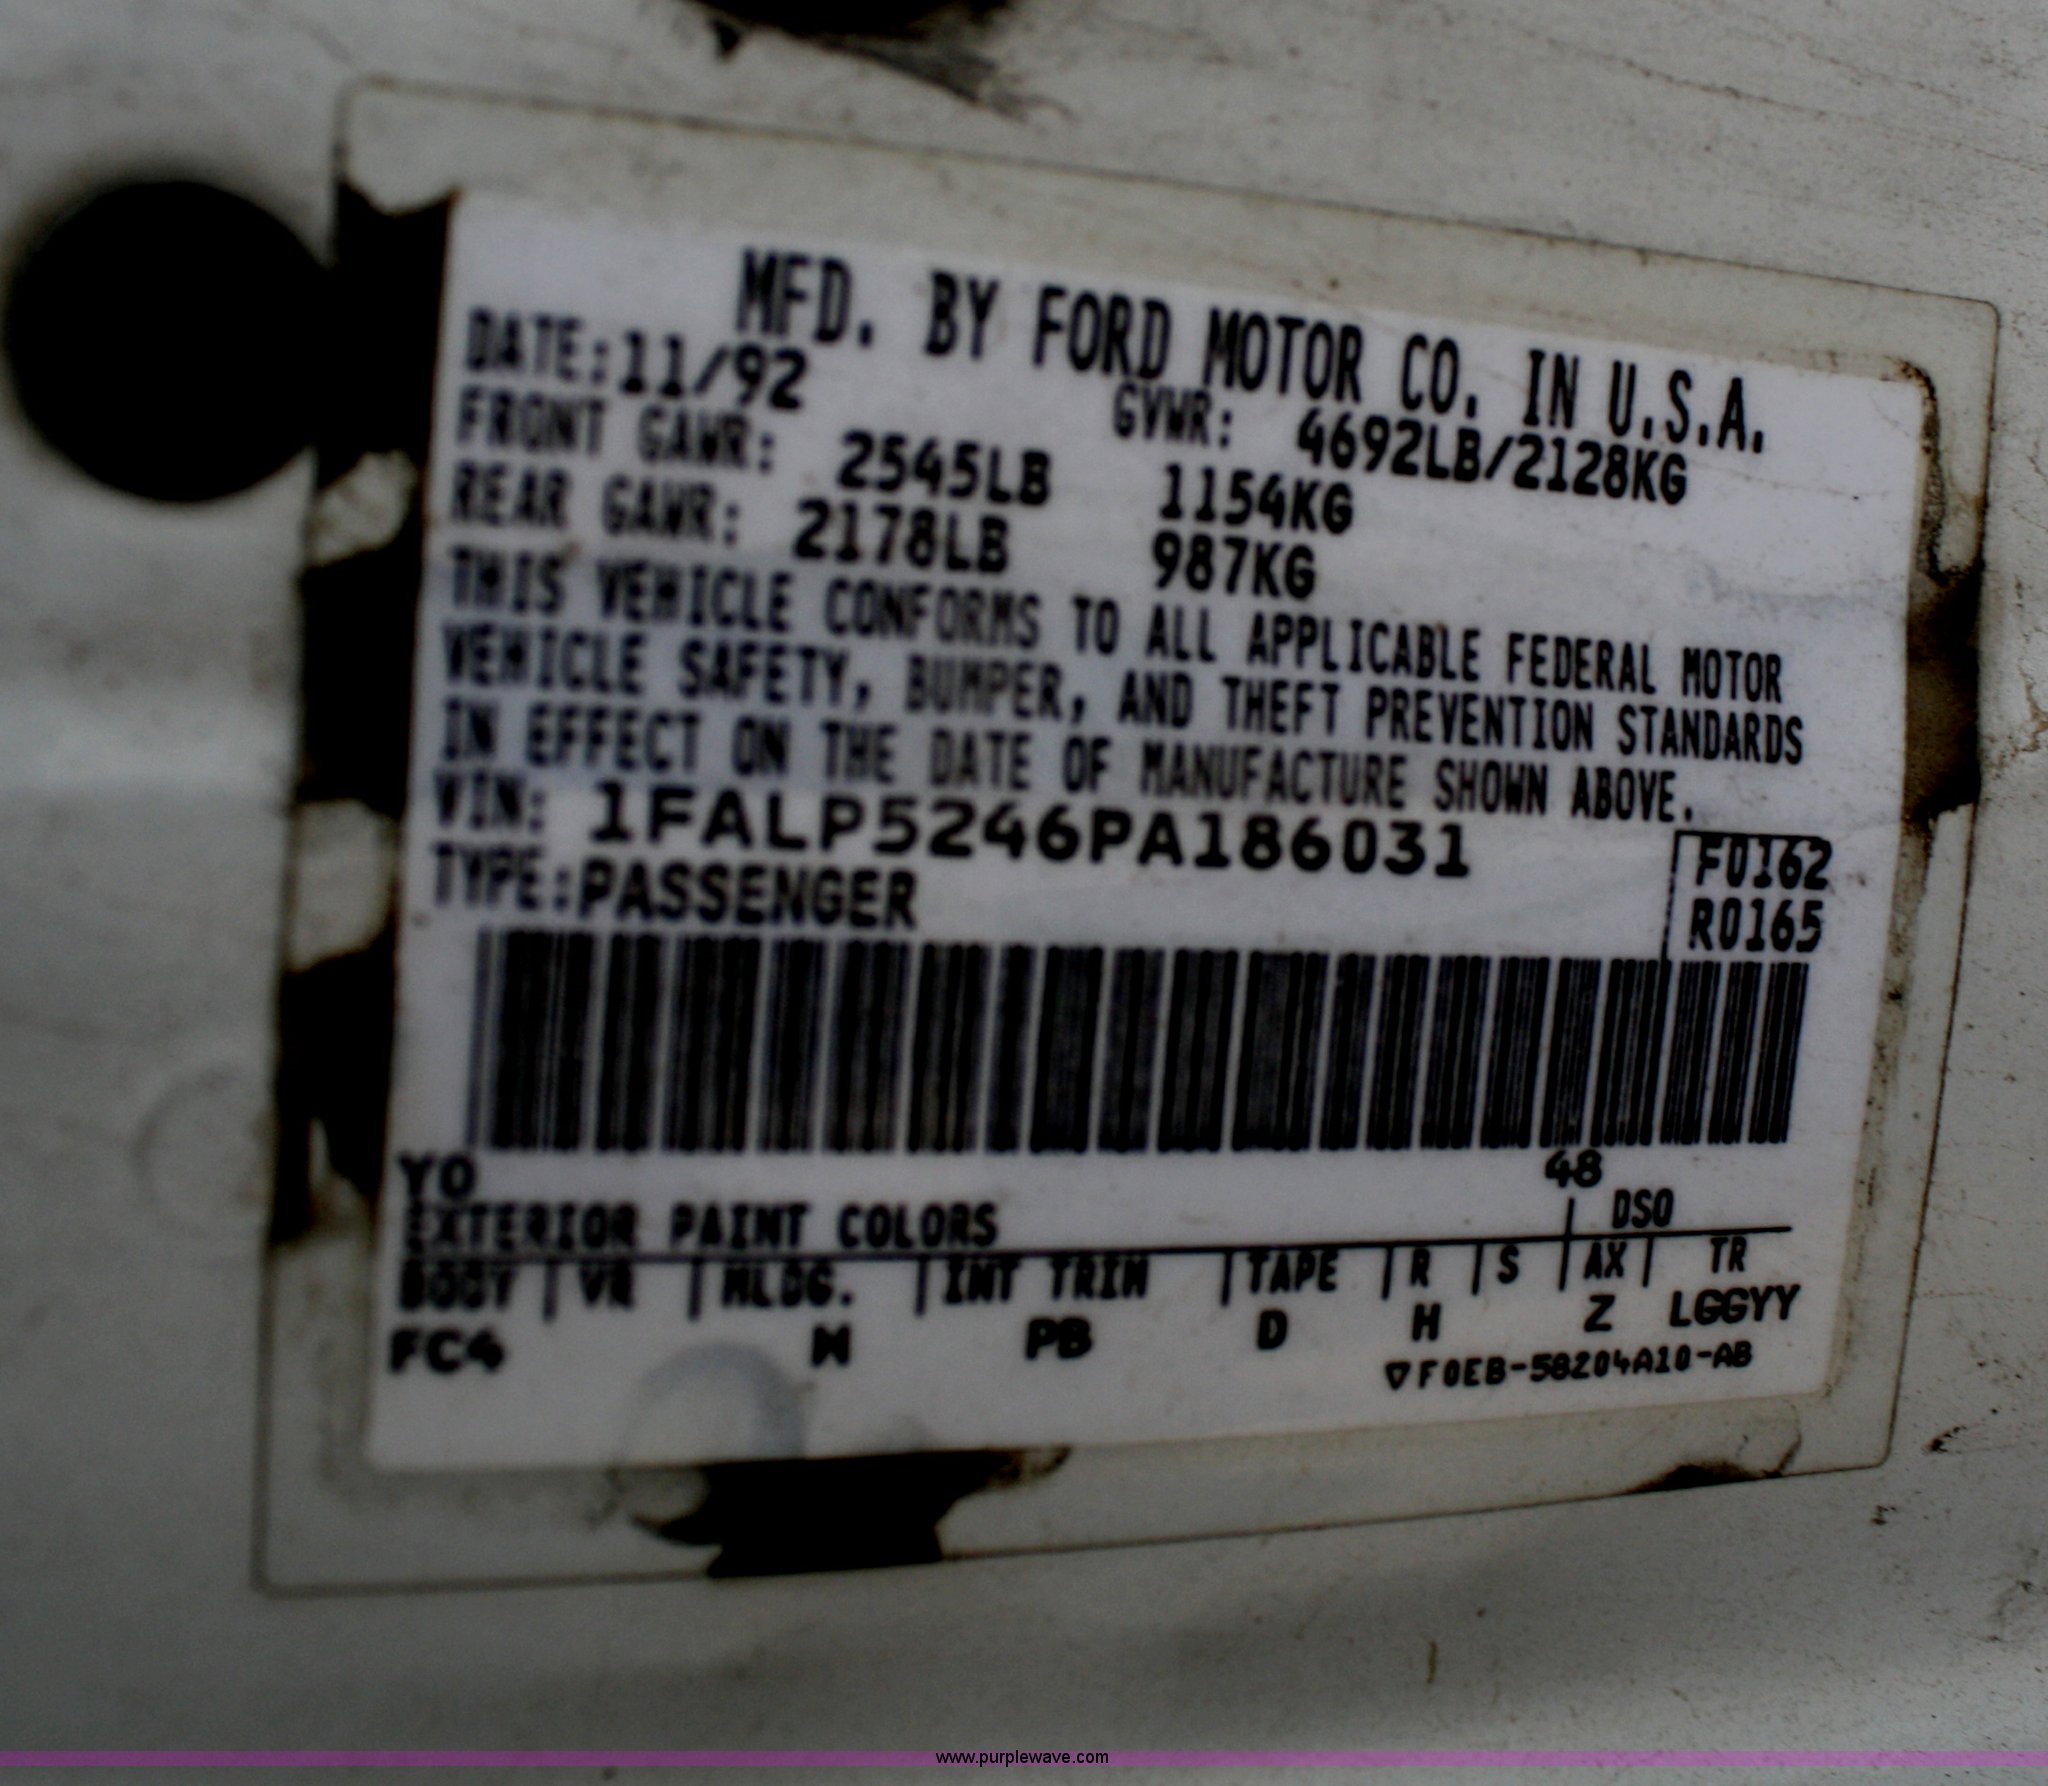 MFD. BY FORD MOTOR CO. IN U.S.A.
DATE:11/92 GVWR: 4692LB/2128KG
FRONT GAWR: 2545LB 1154KG
REAR GAWR: 2178LB 987KG
THIS VEHICLE CONFORMS TO ALL APPLICABLE FEDERAL MOTOR
VEHICLE SAFETY, BUMPER, AND THEFT PREVENTION STANDARDS
IN EFFECT ON THE DATE OF MANUFACTURE SHOWN ABOVE.
VIN: 1FALP5246PA186031
F0162
TYPE:PASSENGER
R0165
YO 48
EXTERIOR PAINT COLORS DSO
BODY VR MLDG. INT TRIM TAPE R S AX TR
FC4 M PB D H Z LGGYY
▽F0EB-58204A10-AB
www.purplewave.com